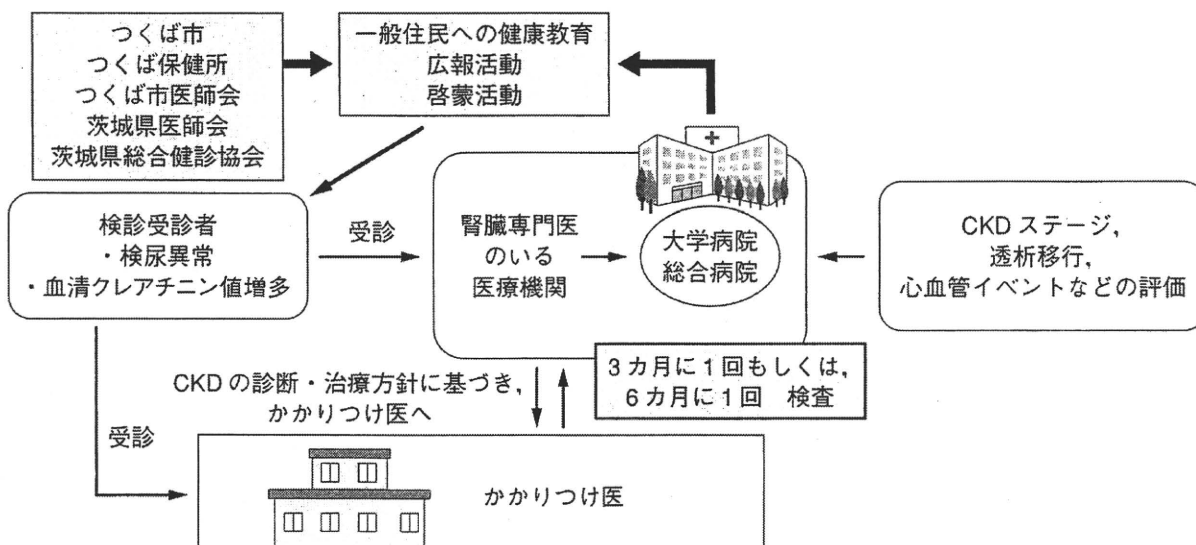 つくば市
つくば保健所
つくば市医師会
茨城県医師会
茨城県総合健診協会
一般住民への健康教育
広報活動
啓蒙活動
検診受診者
・検尿異常
・血清クレアチニン値増多
受診
腎臓専門医
のいる
医療機関
大学病院
総合病院
CKD ステージ,
透析移行,
心血管イベントなどの評価
3 カ月に 1 回もしくは,
6 カ月に 1 回　検査
CKD の診断・治療方針に基づき,
かかりつけ医へ
受診
かかりつけ医